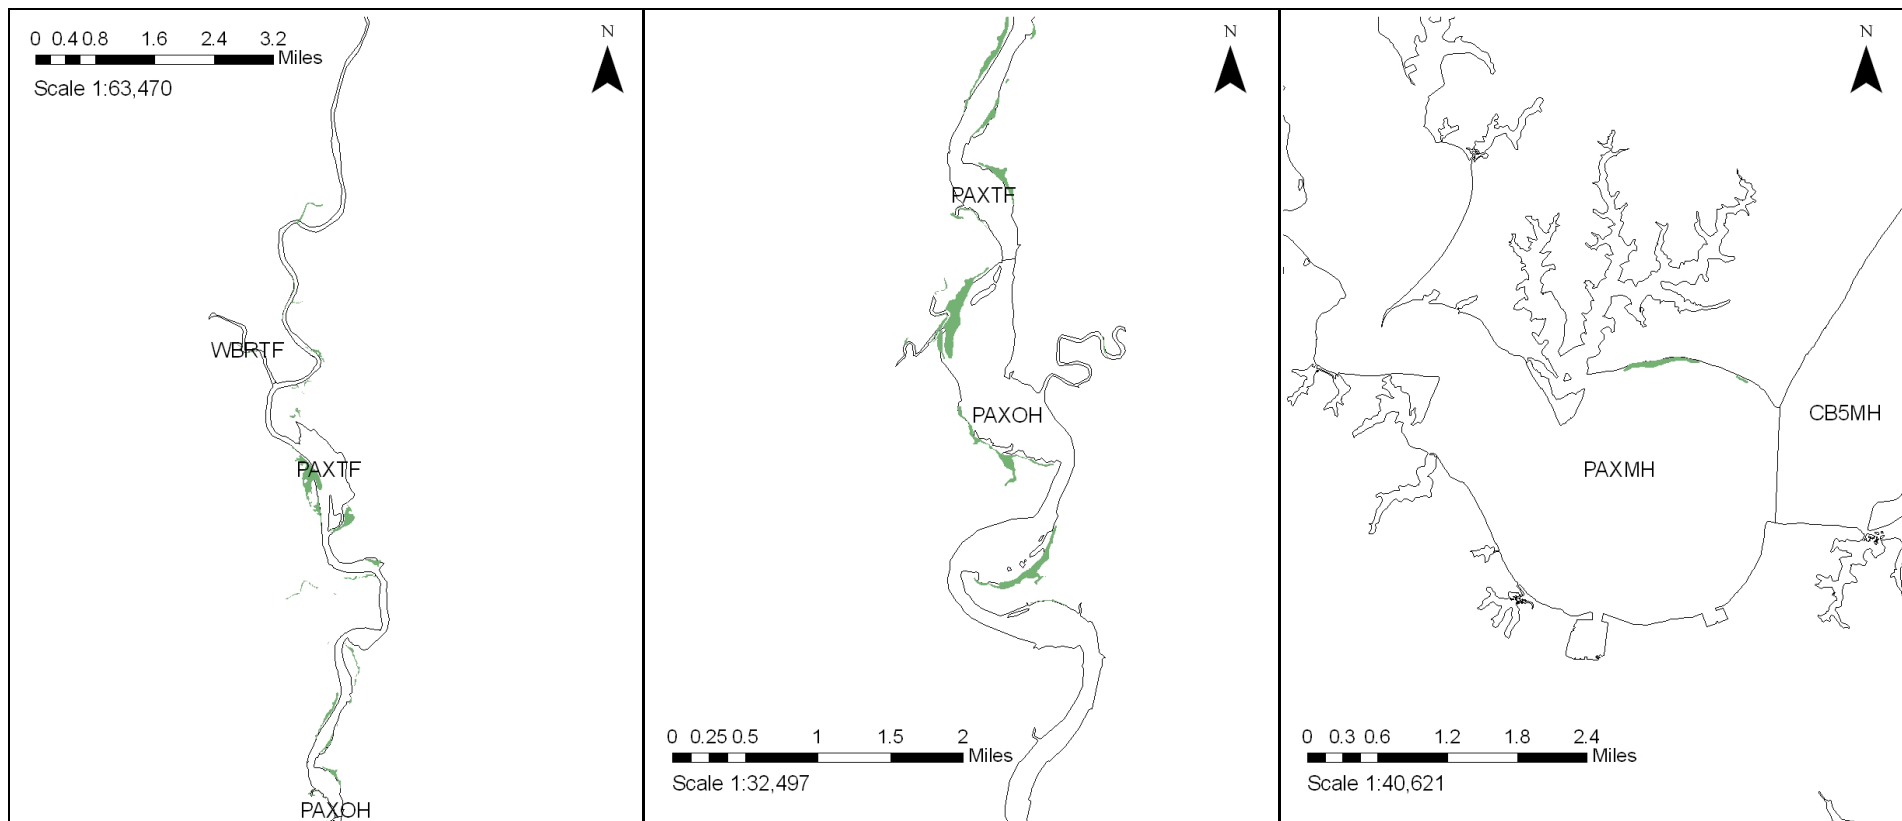 0 0.4 0.8 1.6 2.4 3.2
Miles
Scale 1:63,470
N
WBRTF
PAXTF
PAXOH
N
PAXTF
PAXOH
0 0.25 0.5 1 1.5 2
Miles
Scale 1:32,497
N
CB5MH
PAXMH
0 0.3 0.6 1.2 1.8 2.4
Miles
Scale 1:40,621